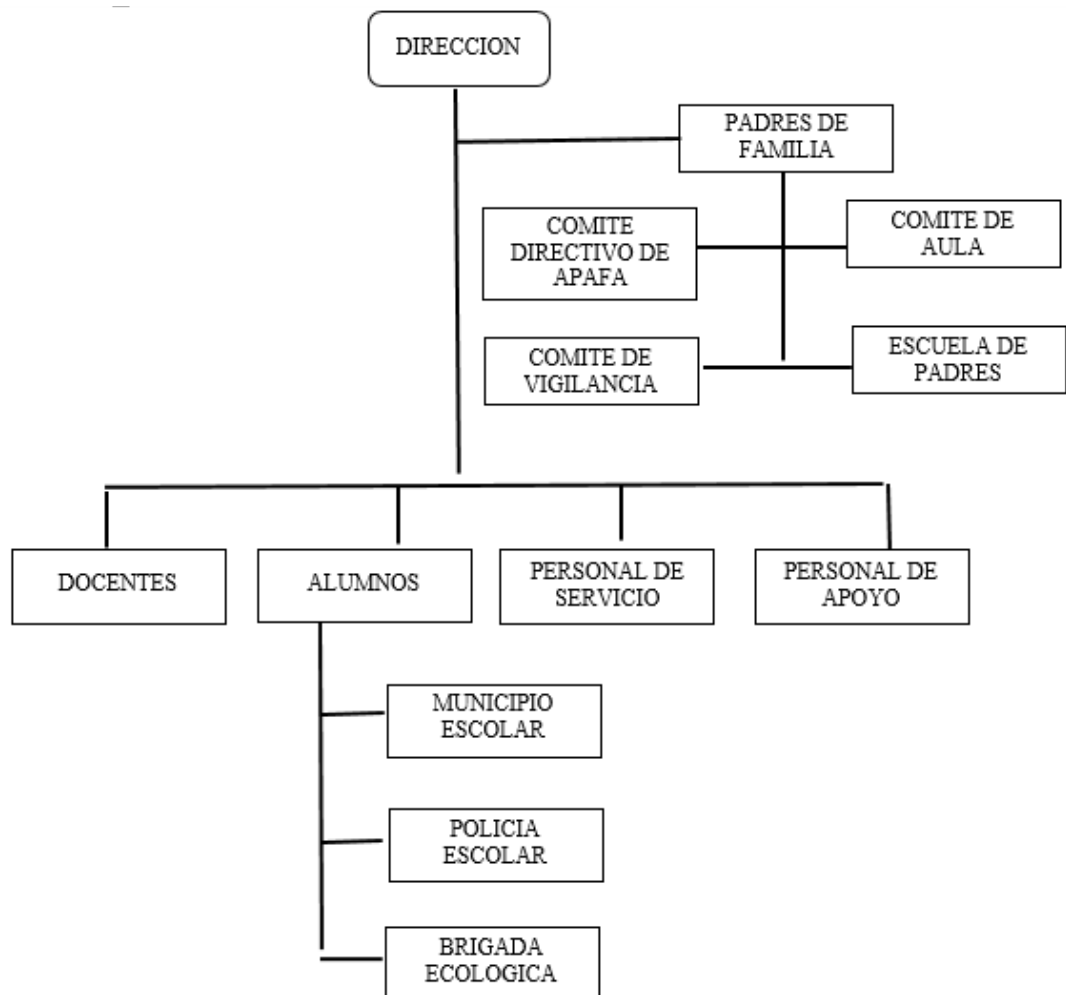 DIRECCION
PADRES DE
FAMILIA
COMITE
DIRECTIVO DE
APAFA
COMITE DE
AULA
COMITE DE
VIGILANCIA
ESCUELA DE
PADRES
DOCENTES
ALUMNOS
PERSONAL DE
SERVICIO
PERSONAL DE
APOYO
MUNICIPIO
ESCOLAR
POLICIA
ESCOLAR
BRIGADA
ECOLOGICA